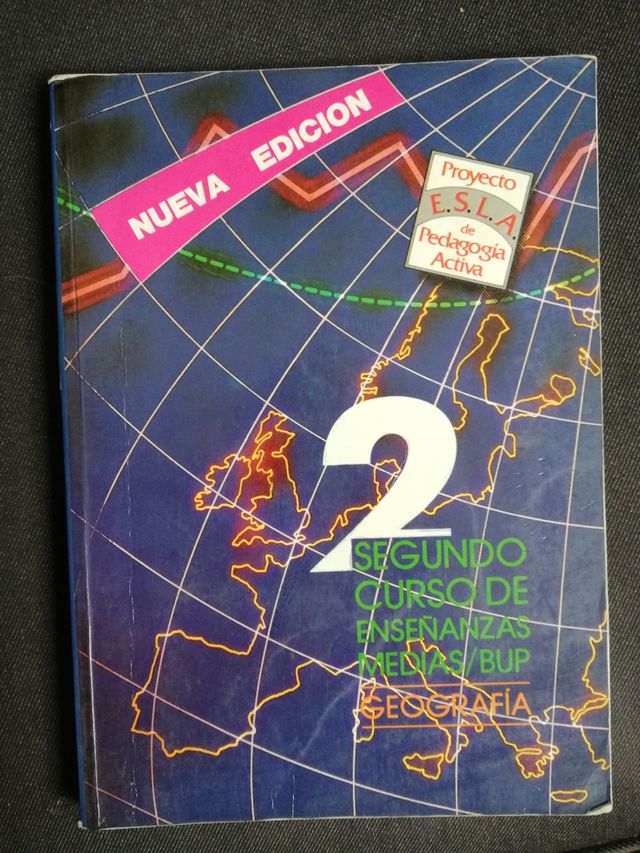 NUEVA EDICION
Proyecto
E.S.L.A.
de
Pedagogía
Activa
2
SEGUNDO
CURSO DE
ENSEÑANZAS
MEDIAS/BUP
GEOGRAFÍA